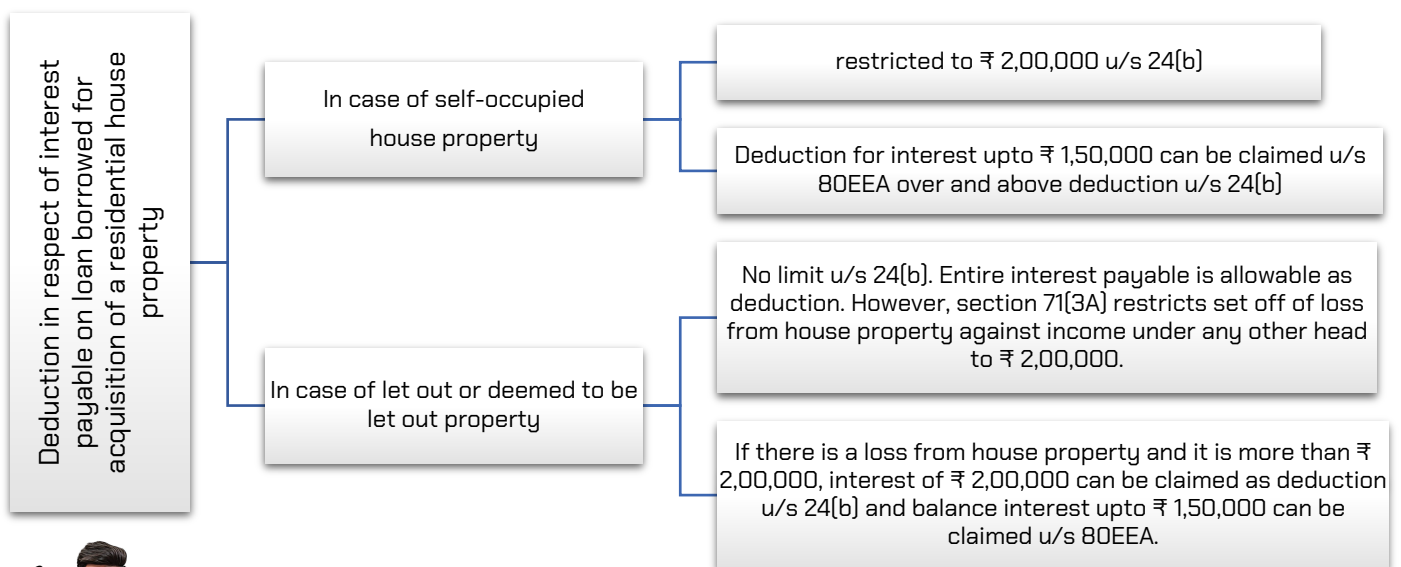 Deduction in respect of interest
payable on loan borrowed for
acquisition of a residential house
property
In case of self-occupied
house property
restricted to ₹ 2,00,000 u/s 24(b)
Deduction for interest upto ₹ 1,50,000 can be claimed u/s
80EEA over and above deduction u/s 24(b)
In case of let out or deemed to be
let out property
No limit u/s 24(b). Entire interest payable is allowable as
deduction. However, section 71(3A) restricts set off of loss
from house property against income under any other head
to ₹ 2,00,000.
If there is a loss from house property and it is more than ₹
2,00,000, interest of ₹ 2,00,000 can be claimed as deduction
u/s 24(b) and balance interest upto ₹ 1,50,000 can be
claimed u/s 80EEA.